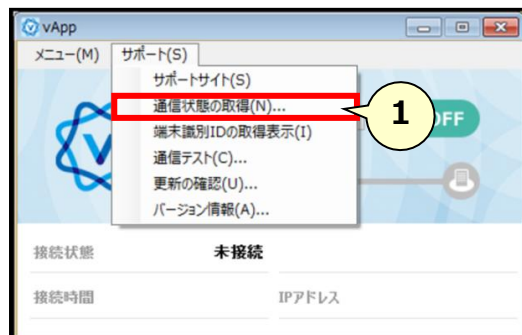 vApp
メニュー(M) サポート(S)
サポートサイト(S)
通信状態の取得(N)...
端末識別IDの取得表示(I)
通信テスト(C)...
更新の確認(U)...
バージョン情報(A)...
1
FF
接続状態 未接続
接続時間 IPアドレス